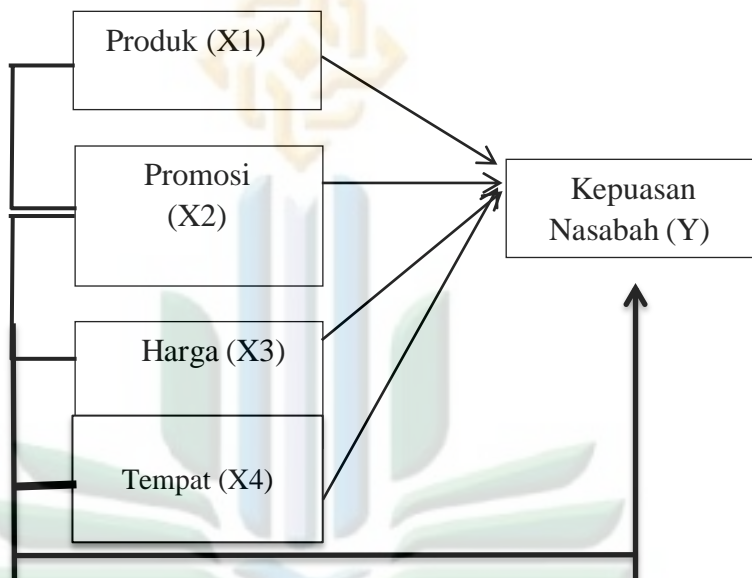 Produk (X1)
Promosi
(X2)
Harga (X3)
Tempat (X4)
Kepuasan
Nasabah (Y)